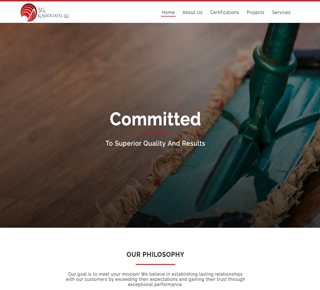 AG
& ASSOCIATES, LLC
Home About Us Certifications Projects Services
Committed
To Superior Quality And Results
OUR PHILOSOPHY
Our goal is to meet your mission! We believe in establishing lasting relationships
with our customers by exceeding their expectations and gaining their trust through
exceptional performance.